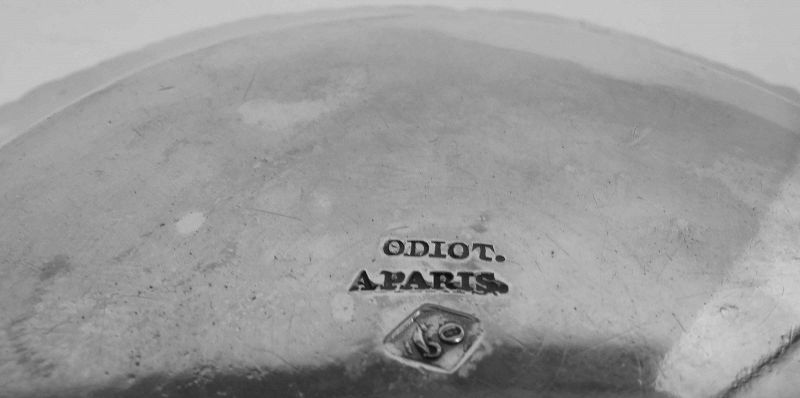 ODIOT.
A PARIS.